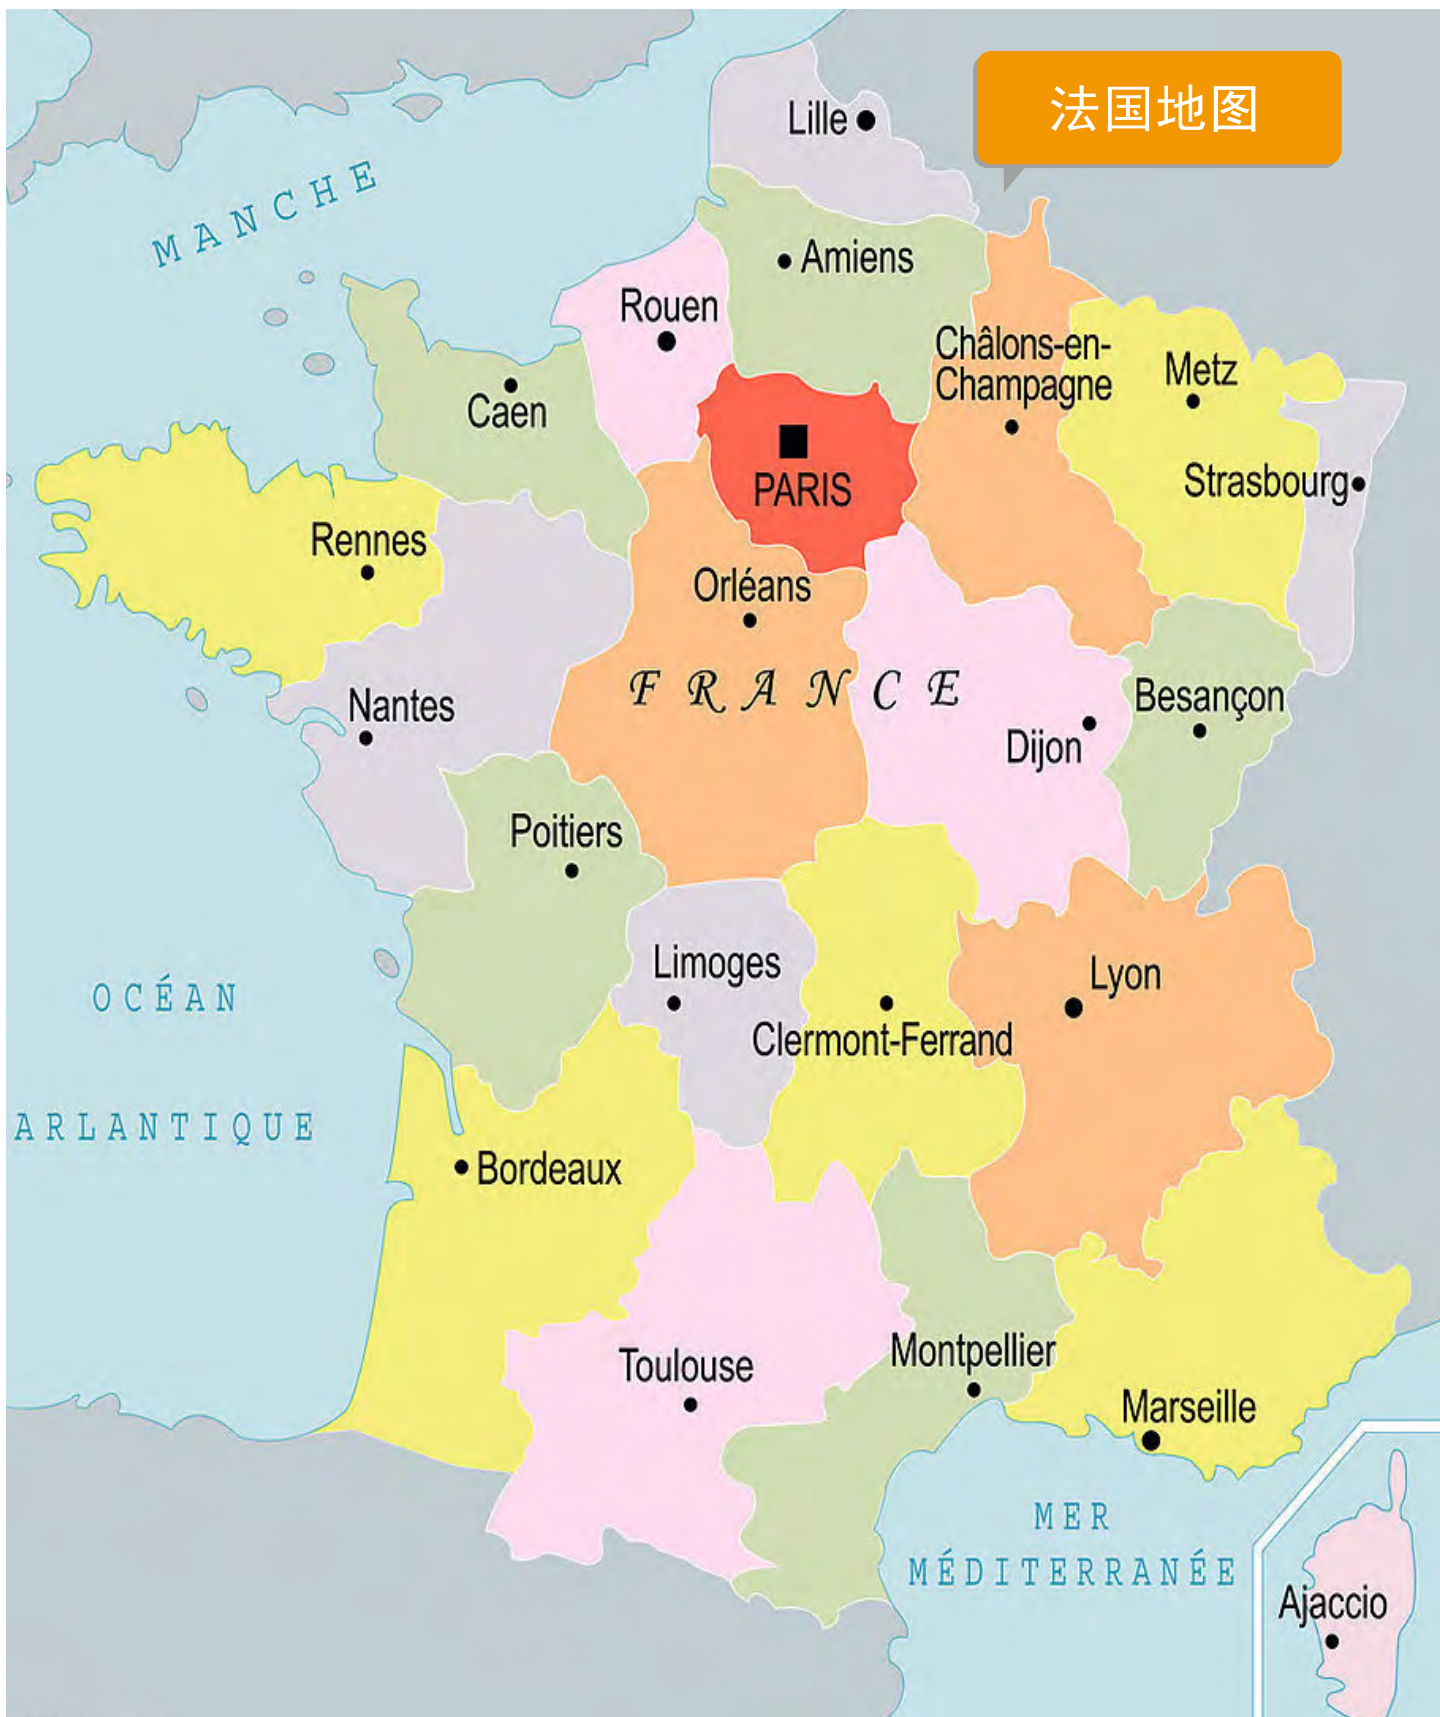 法国地图
Lille
MANCHE
Amiens
Rouen
Châlons-en-
Champagne
Metz
Caen
Strasbourg
PARIS
Rennes
Orléans
FRANCE
Besançon
Nantes
Dijon
Poitiers
Limoges
Lyon
OCÉAN
Clermont-Ferrand
ARLANTIQUE
Bordeaux
Montpellier
Toulouse
Marseille
MER
MÉDITERRANÉE
Ajaccio